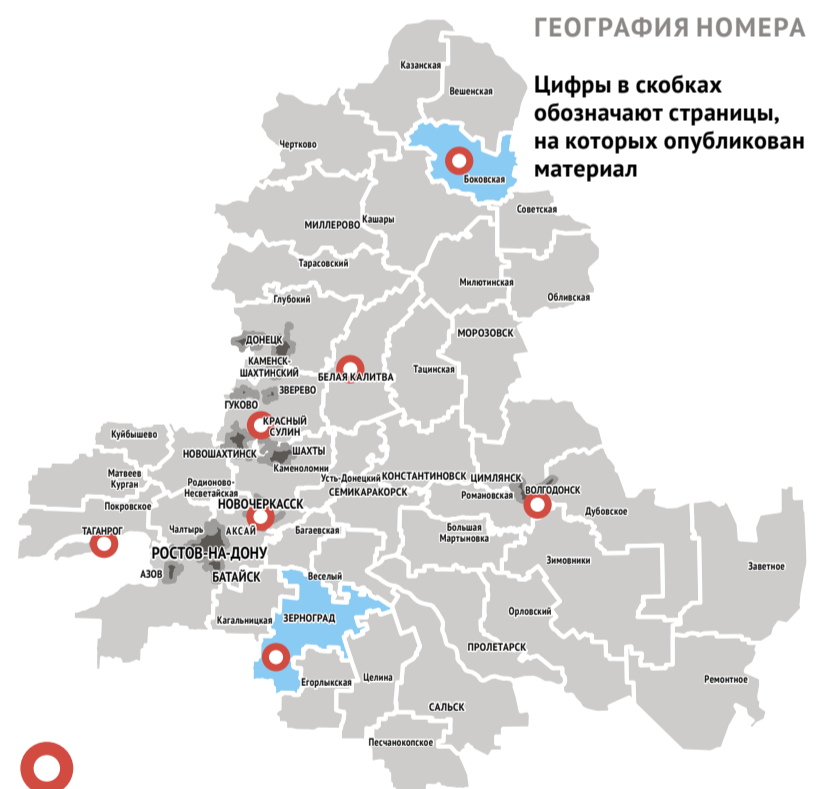 ГЕОГРАФИЯ НОМЕРА
Цифры в скобках
обозначают страницы,
на которых опубликован
материал
Казанская
Вешенская
Чертково
Боковская
Советская
МИЛЛЕРОВО
Кашары
Тарасовский
Милютинская
Обливская
Глубокий
МОРОЗОВСК
ДОНЕЦК
КАМЕНСК-
ШАХТИНСКИЙ
БЕЛАЯ КАЛИТВА
Тацинская
ЗВЕРЕВО
ГУКОВО
КРАСНЫЙ
СУЛИН
Куйбышево
НОВОШАХТИНСК
ШАХТЫ
Каменоломни
Матвеев
Курган
Родионово-
Несветайская
Усть-Донецкий
КОНСТАНТИНОВСК
ЦИМЛЯНСК
СЕМИКАРАКОРСК
Романовская
ВОЛГОДОНСК
Покровское
НОВОЧЕРКАССК
Дубовское
ТАГАНРОГ
Чалтырь
АКСАЙ
Багаевская
Большая
Мартыновка
РОСТОВ-НА-ДОНУ
Зимовники
Заветное
АЗОВ
БАТАЙСК
Веселый
Кагальницкая
ЗЕРНОГРАД
Орловский
ПРОЛЕТАРСК
Егорлыкская
Целина
Ремонтное
САЛЬСК
Песчанокопское